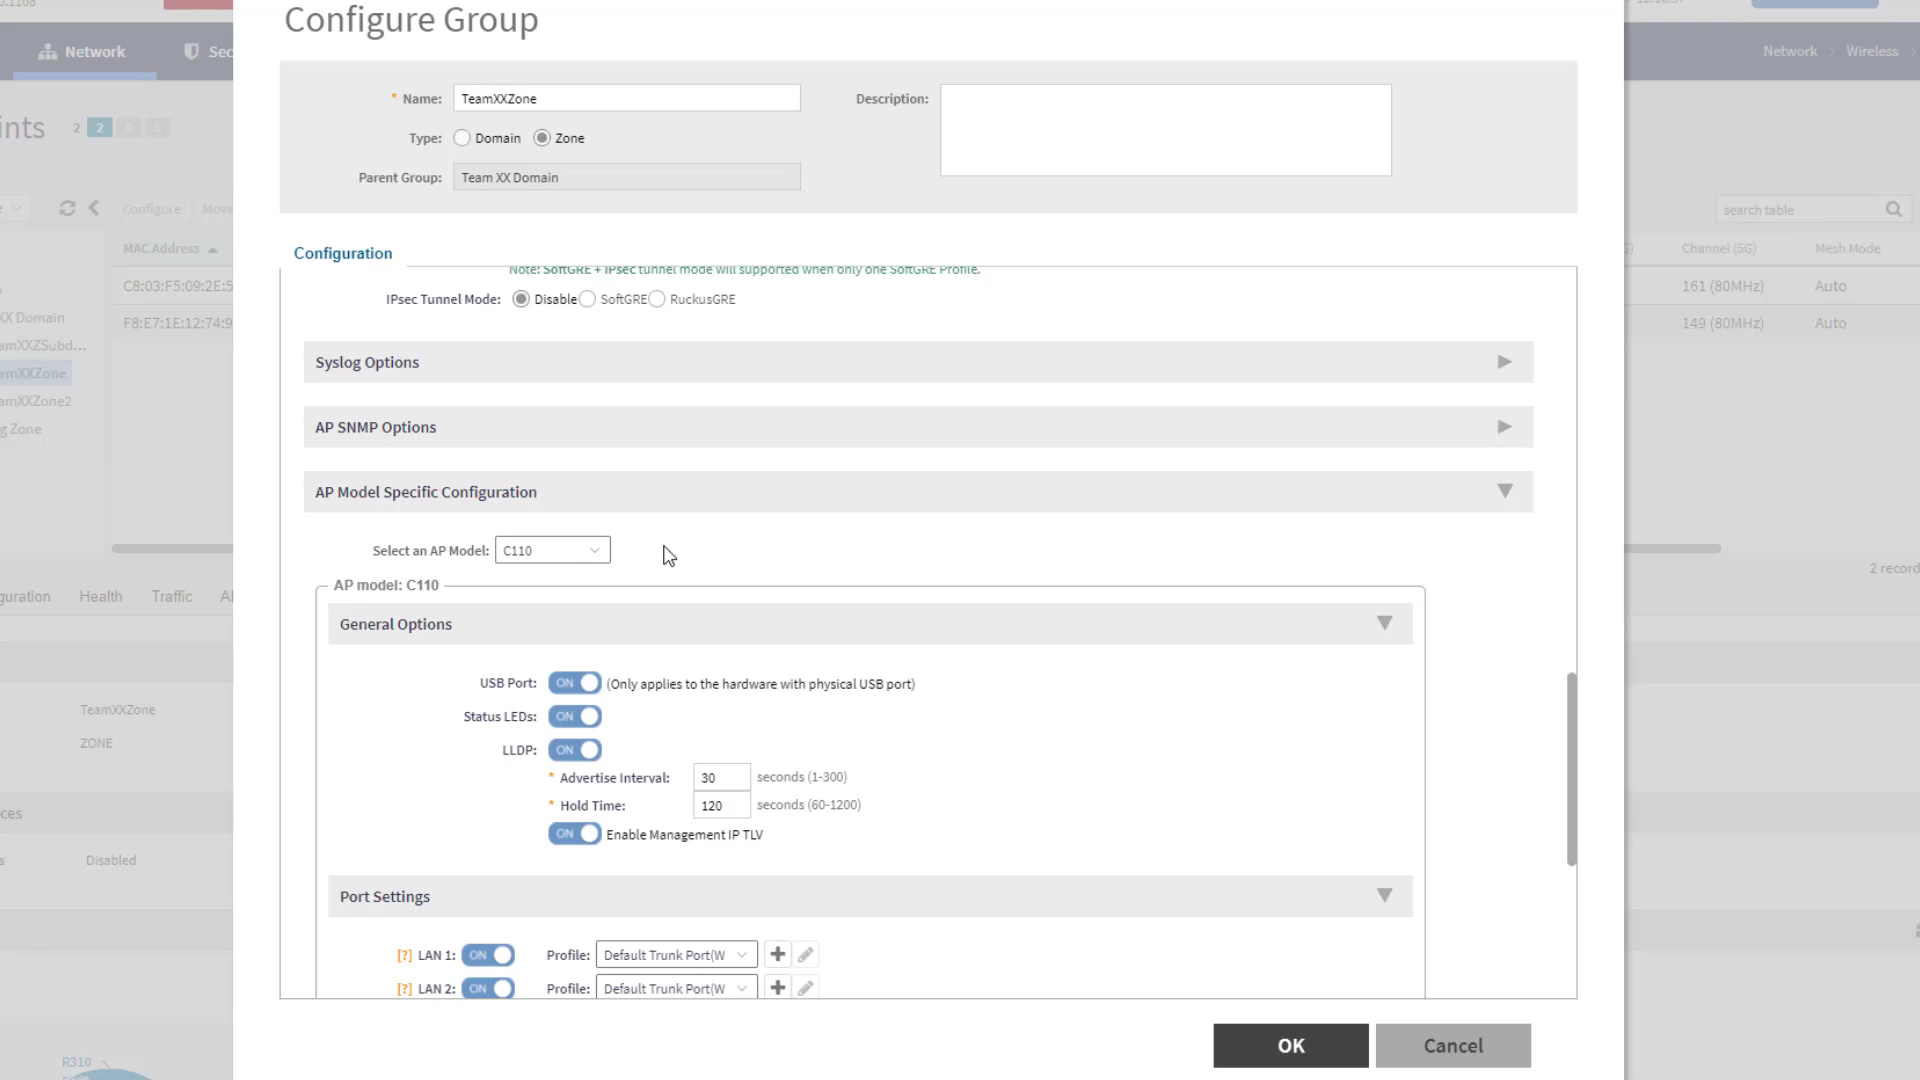 Configure Group
Network
Network
Wireless
* Name:
TeamXXZone
Description:
Type:
Domain
Zone
Parent Group:
Team XX Domain
2
2
Configure
search table
MAC Address
Channel (5G)
Mesh Mode
C8:03:F5:09:2E:5
161 (80MHz)
Auto
F8:E7:1E:12:74:9
149 (80MHz)
Auto
Configuration
Note: SoftGRE + IPsec tunnel mode will supported when only one SoftGRE Profile.
IPsec Tunnel Mode:
Disable
SoftGRE
RuckusGRE
Syslog Options
AP SNMP Options
AP Model Specific Configuration
Select an AP Model:
C110
AP model: C110
General Options
USB Port:
ON
(Only applies to the hardware with physical USB port)
Status LEDs:
ON
LLDP:
ON
* Advertise Interval:
30
seconds (1-300)
* Hold Time:
120
seconds (60-1200)
ON
Enable Management IP TLV
Port Settings
[?] LAN 1:
ON
Profile:
Default Trunk Port(W
[?] LAN 2:
ON
Profile:
Default Trunk Port(W
OK
Cancel
Health
Traffic
TeamXXZone
ZONE
Disabled
R310